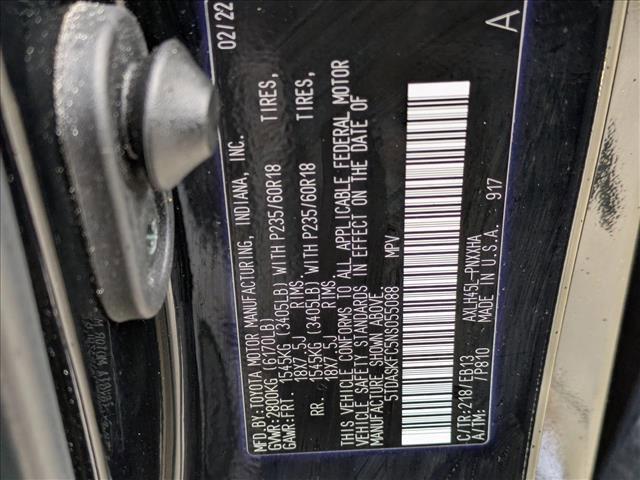 MFD BY:TOYOTA MOTOR MANUFACTURING, INDIANA, INC. 02/22
GVWR:2800KG (6170LB)
GAWR:FRT. 1545KG (3405LB) WITH P235/60R18 TIRES,
18X7.5J RIMS
RR. 1545KG (3405LB) WITH P235/60R18 TIRES,
18X7.5J RIMS
THIS VEHICLE CONFORMS TO ALL APPLICABLE FEDERAL MOTOR
VEHICLE SAFETY STANDARDS IN EFFECT ON THE DATE OF
MANUFACTURE SHOWN ABOVE.
5TDASKFC5NS055088 MPV
C/TR:218/EB13 AXUH45L-PNXXHA
A/TM: /P810 MADE IN U.S.A. 917
A